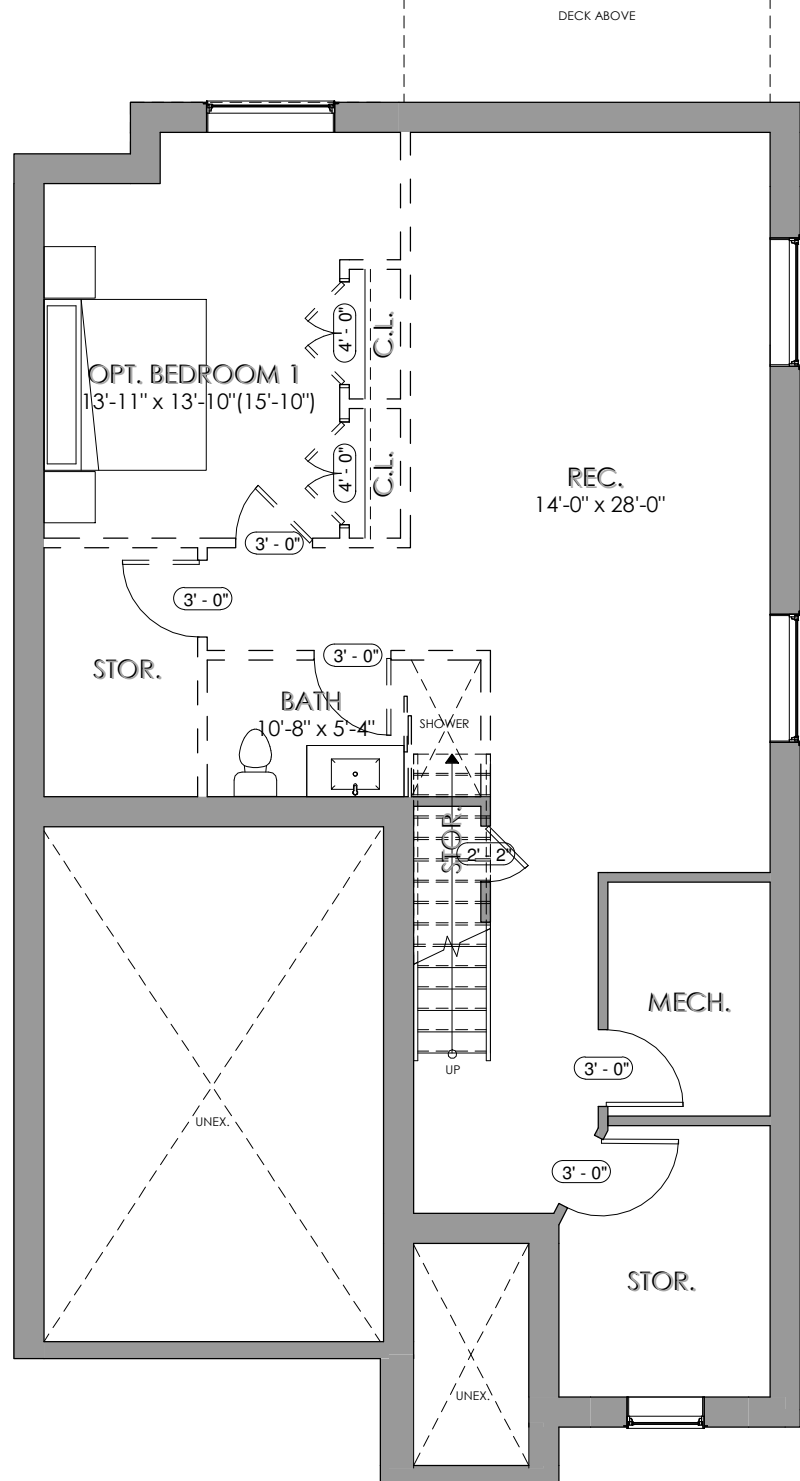 DECK ABOVE
4' - 0"
C.L.
OPT. BEDROOM 1
13'-11" x 13'-10"(15'-10")
4' - 0"
C.L.
REC.
14'-0" x 28'-0"
3' - 0"
3' - 0"
3' - 0"
STOR.
BATH
10'-8" x 5'-4"
SHOWER
STOR.
2' - 2"
MECH.
3' - 0"
UP
UNEX.
3' - 0"
STOR.
UNEX.